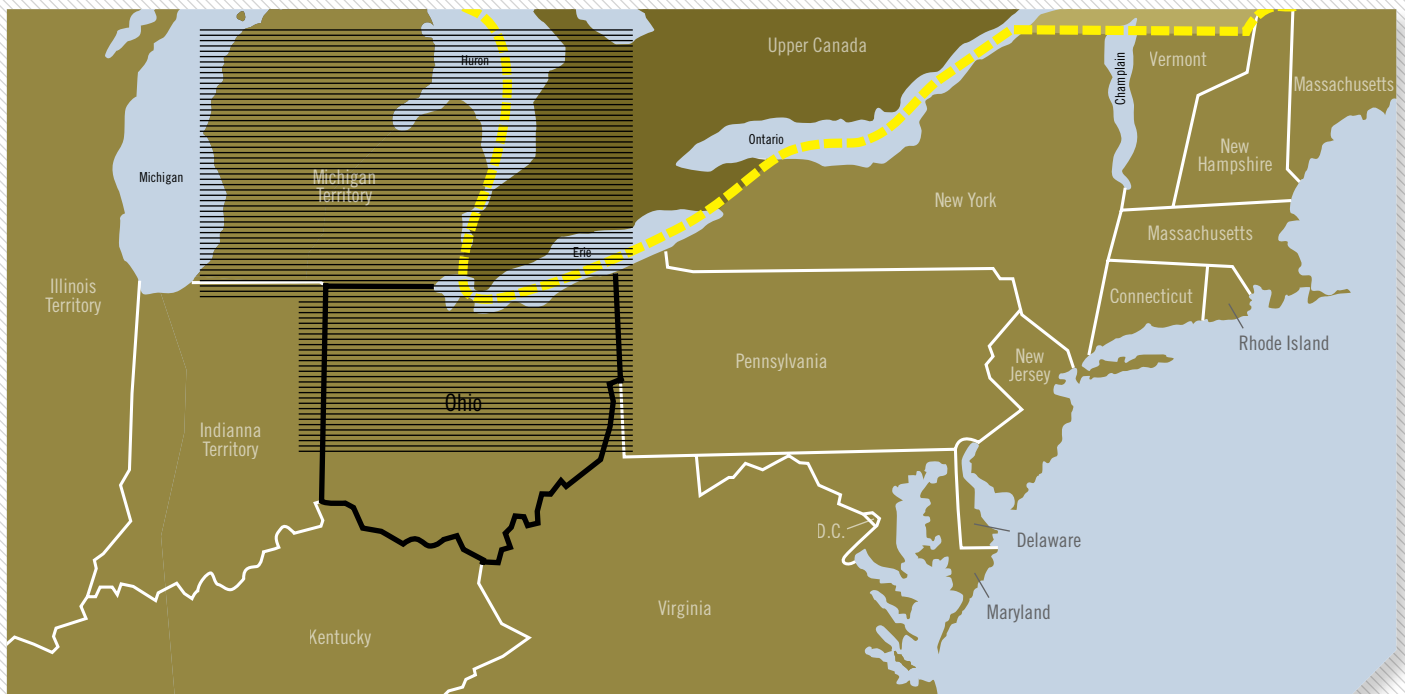 Upper Canada
Huron
Vermont
Champlain
Massachusetts
Ontario
New
Hampshire
Michigan
Michigan
Territory
New York
Massachusetts
Erie
Illinois
Territory
Connecticut
Rhode Island
Pennsylvania
New
Jersey
Ohio
Indianna
Territory
D.C.
Delaware
Virginia
Maryland
Kentucky